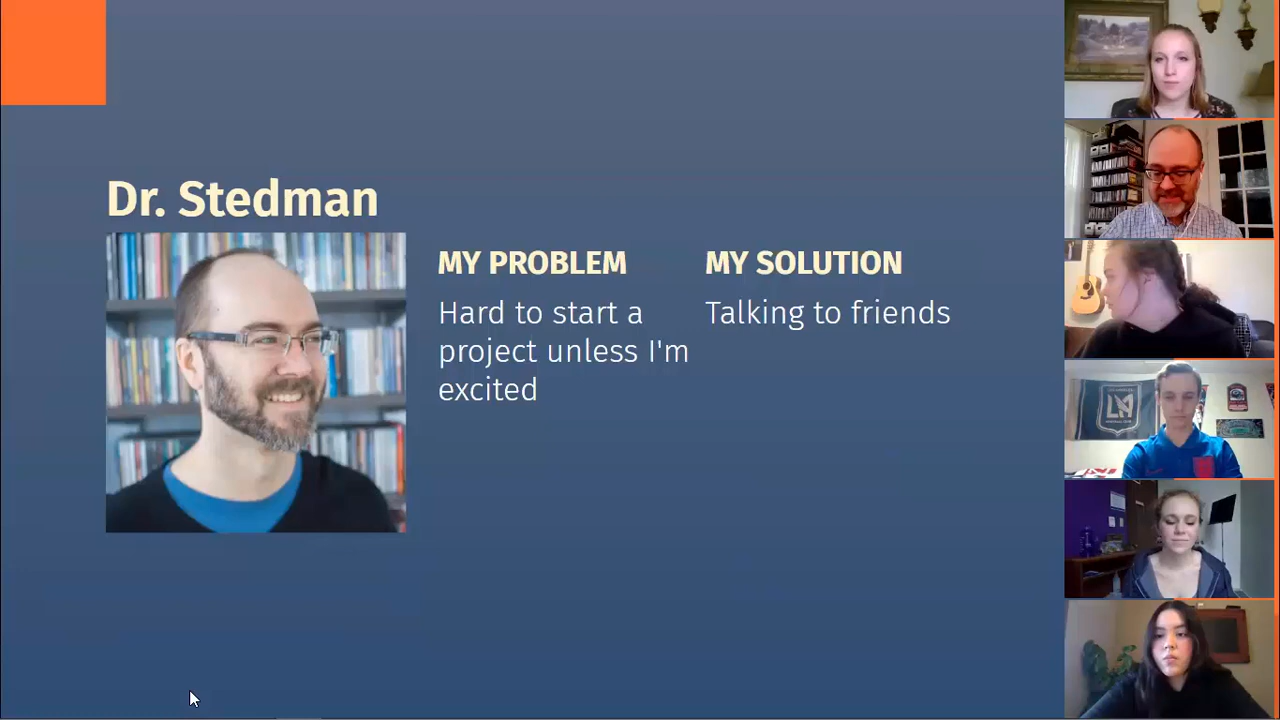 Dr. Stedman
MY PROBLEM
Hard to start a
project unless I'm
excited
MY SOLUTION
Talking to friends